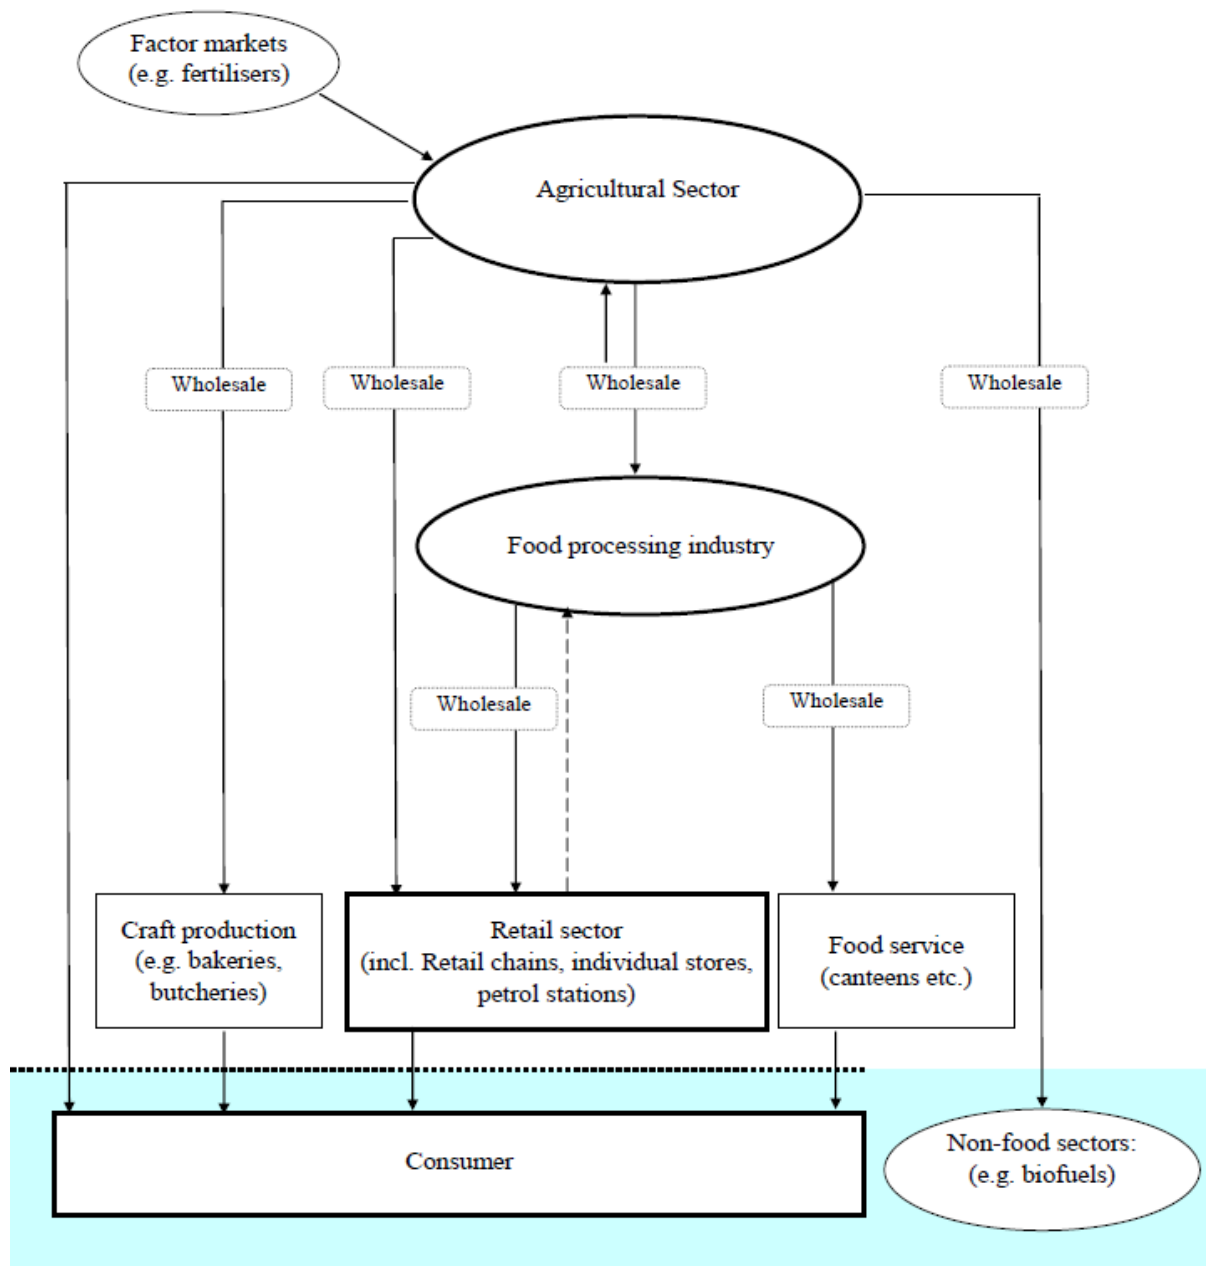 Factor markets
(e.g. fertilisers)
Agricultural Sector
Wholesale
Wholesale
Wholesale
Wholesale
Food processing industry
Wholesale
Wholesale
Craft production
(e.g. bakeries,
butcheries)
Retail sector
(incl. Retail chains, individual stores,
petrol stations)
Food service
(canteens etc.)
Consumer
Non-food sectors:
(e.g. biofuels)